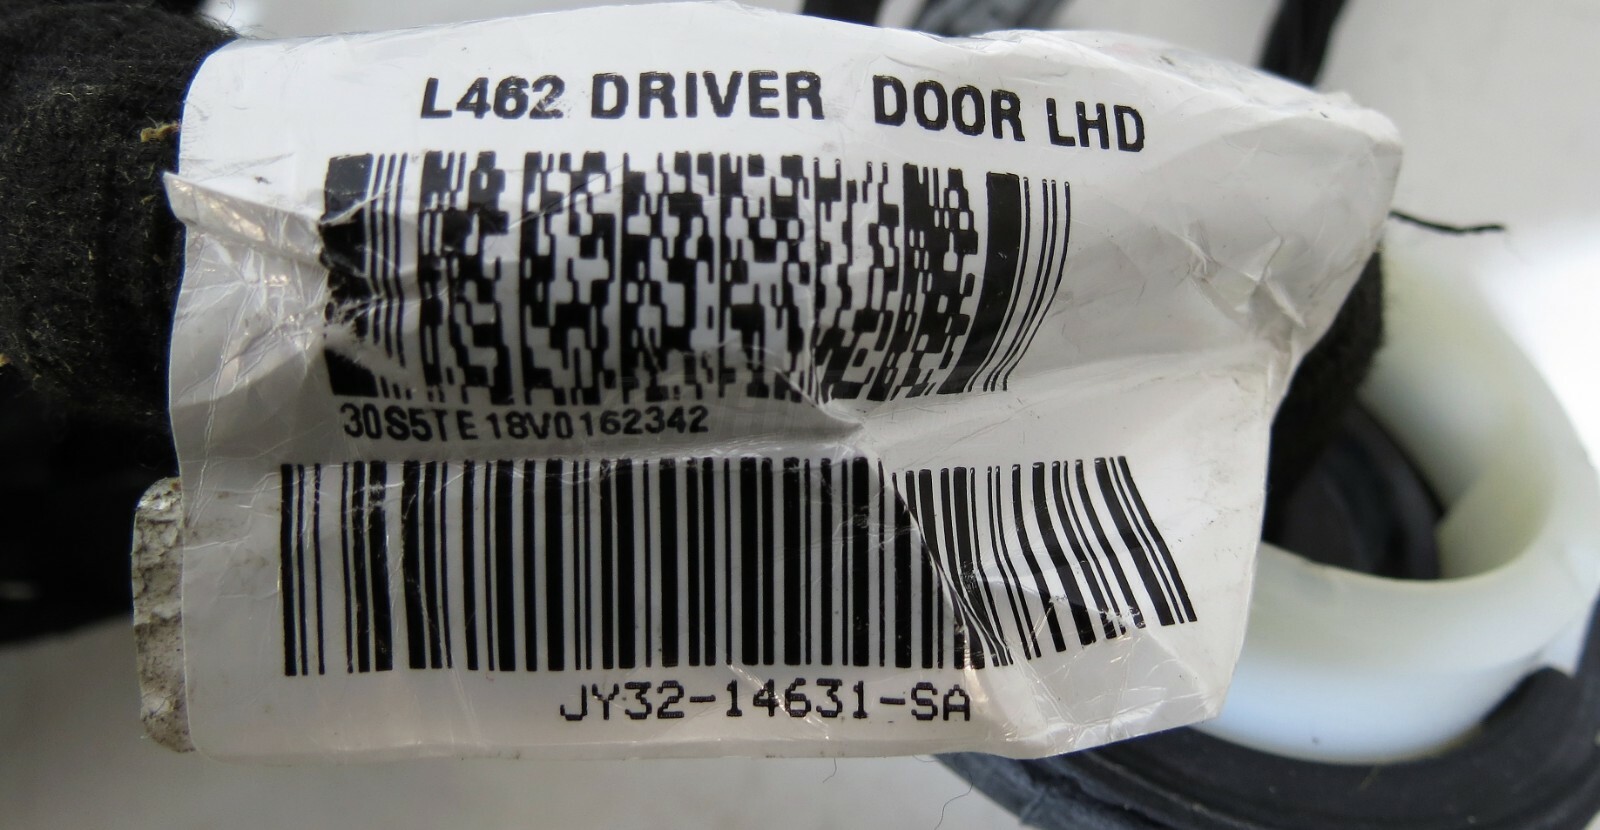 L462 DRIVER DOOR LHD
30S5TE18V0162342
JY32-14631-SA